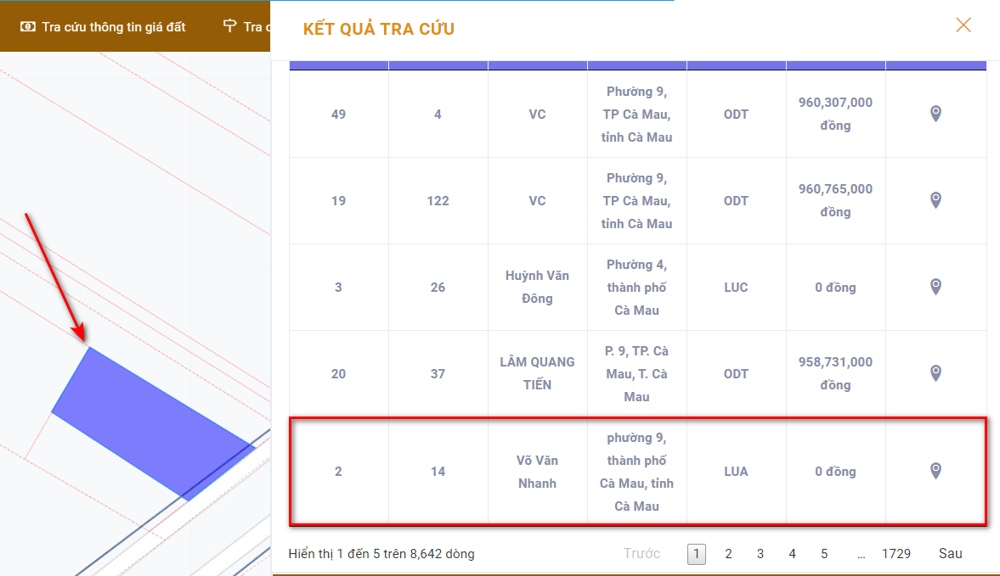 Tra cứu thông tin giá đất
Tra c
KẾT QUẢ TRA CỨU
49
4
VC
Phường 9,
TP Cà Mau,
tỉnh Cà Mau
ODT
960,307,000
đồng
19
122
VC
Phường 9,
TP Cà Mau,
tỉnh Cà Mau
ODT
960,765,000
đồng
3
26
Huỳnh Văn
Đông
Phường 4,
thành phố
Cà Mau
LUC
0 đồng
20
37
LÂM QUANG
TIẾN
P. 9, TP. Cà
Mau, T. Cà
Mau
ODT
958,731,000
đồng
2
14
Võ Văn
Nhanh
phường 9,
thành phố
Cà Mau, tỉnh
Cà Mau
LUA
0 đồng
Hiển thị 1 đến 5 trên 8,642 dòng
Trước 1 2 3 4 5 ... 1729 Sau